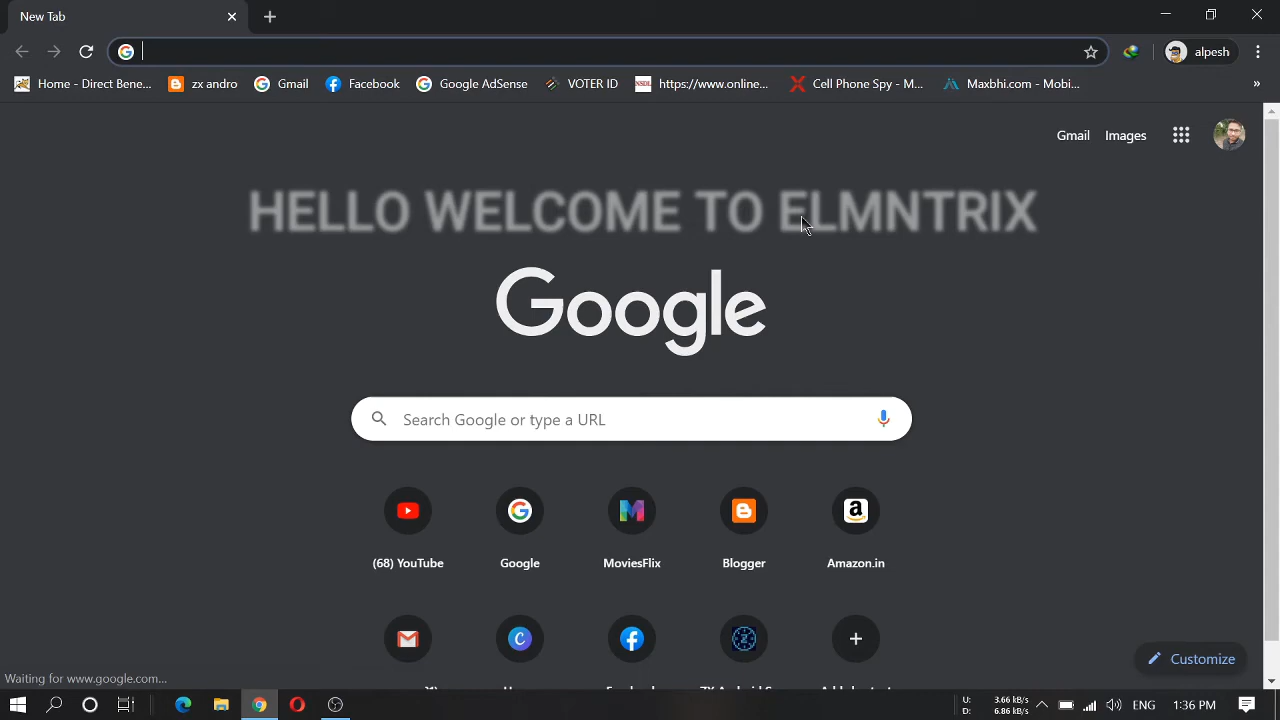 New Tab
alpesh
Home - Direct Bene...
zx andro
Gmail
Facebook
Google AdSense
VOTER ID
NSDL
https://www.online...
Cell Phone Spy - M...
Maxbhi.com - Mobi...
»
Gmail
Images
HELLO WELCOME TO ELMNTRIX
Google
Search Google or type a URL
(68) YouTube
Google
MoviesFlix
Blogger
Amazon.in
Customize
Waiting for www.google.com...
U: 3.66 kB/s
D: 6.86 kB/s
ENG
1:36 PM